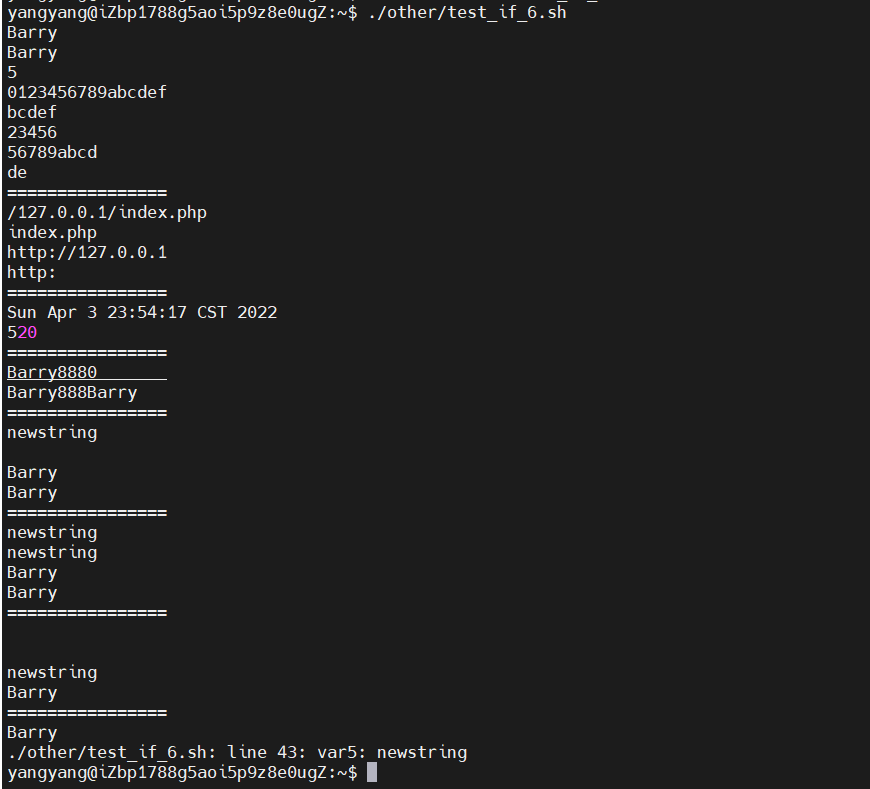 yangyang@iZbp1788g5aoi5p9z8e0ugZ:~$ ./other/test_if_6.sh
Barry
Barry
5
0123456789abcdef
bcdef
23456
56789abcd
de
================
/127.0.0.1/index.php
index.php
http://127.0.0.1
http:
================
Sun Apr 3 23:54:17 CST 2022
520
================
Barry8880
Barry888Barry
================
newstring
Barry
Barry
================
newstring
newstring
Barry
Barry
================
newstring
Barry
================
Barry
./other/test_if_6.sh: line 43: var5: newstring
yangyang@iZbp1788g5aoi5p9z8e0ugZ:~$